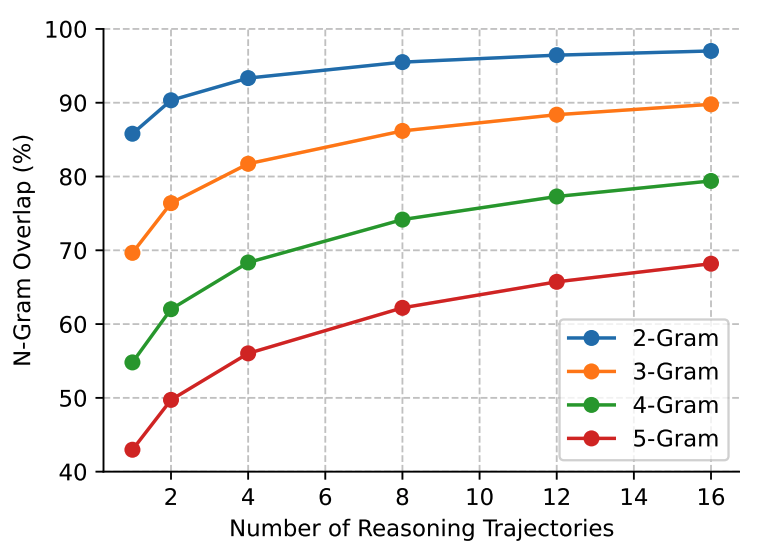 100
90
80
70
60
50
40
N-Gram Overlap (%)
2-Gram
3-Gram
4-Gram
5-Gram
2 4 6 8 10 12 14 16
Number of Reasoning Trajectories